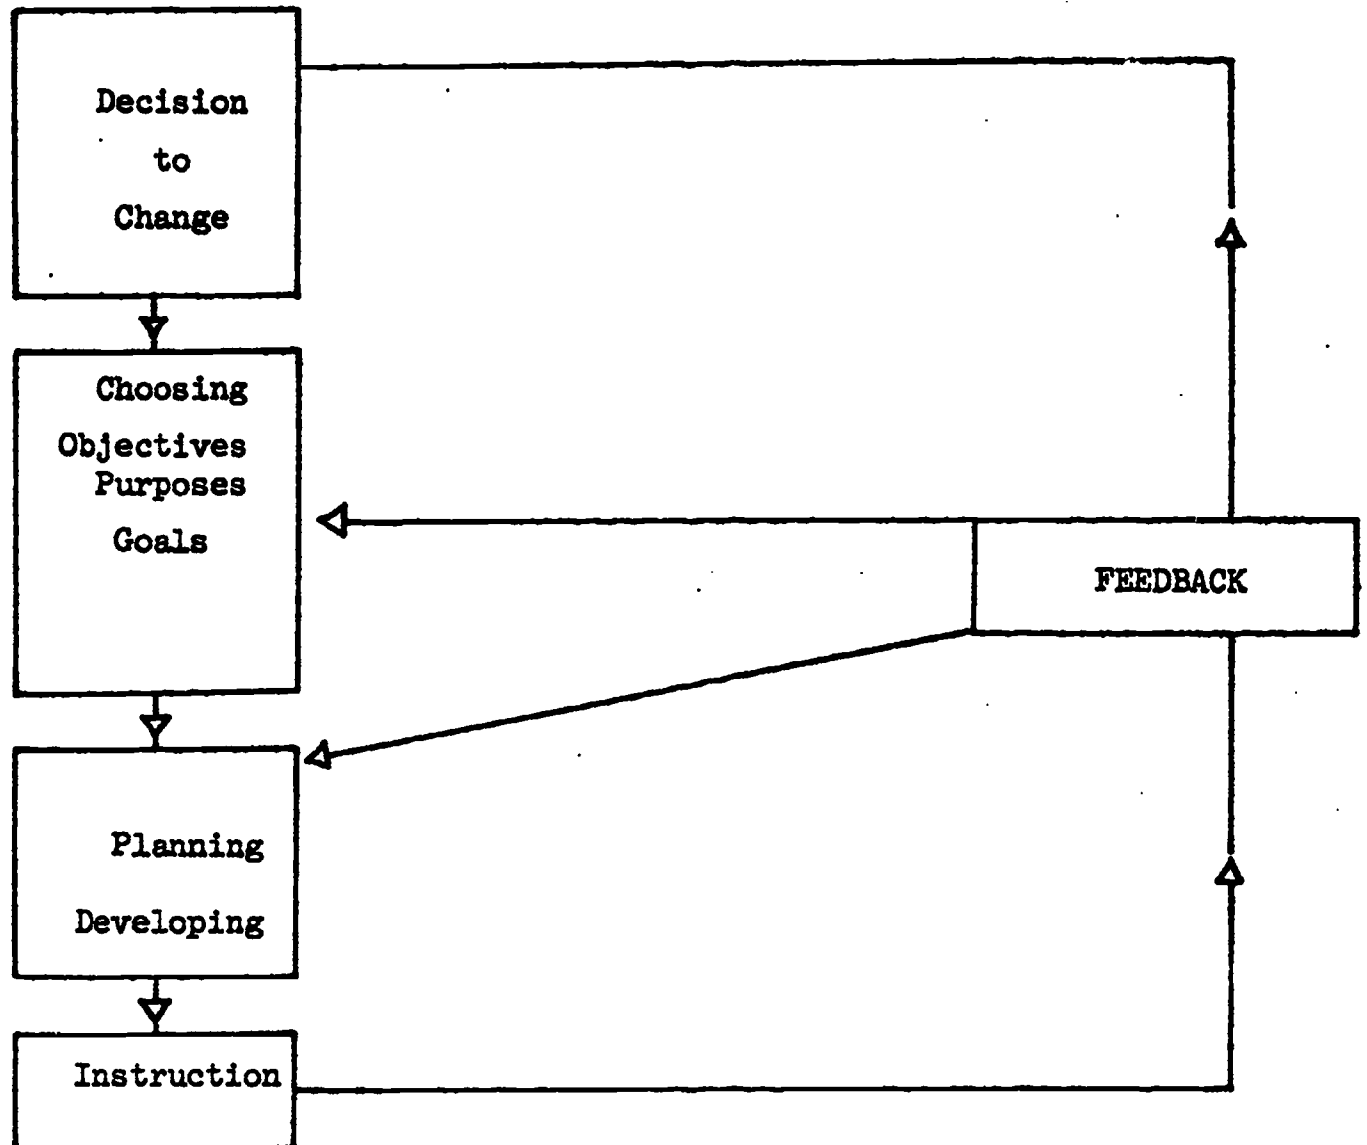 Decision
to
Change
Choosing
Objectives
Purposes
Goals
FEEDBACK
Planning
Developing
Instruction